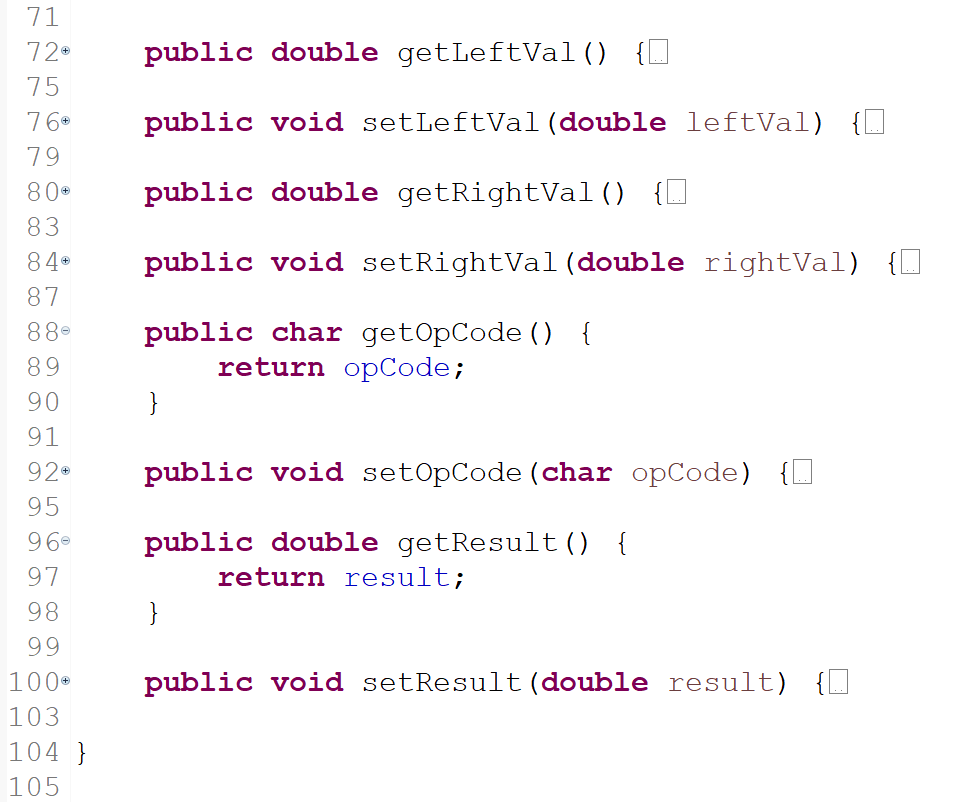 71
72 public double getLeftVal() {
75
76 public void setLeftVal(double leftVal) {
79
80 public double getRightVal() {
83
84 public void setRightVal(double rightVal) {
87
88 public char getOpCode() {
89 return opCode;
90 }
91
92 public void setOpCode(char opCode) {
95
96 public double getResult() {
97 return result;
98 }
99
100 public void setResult(double result) {
103
104 }
105